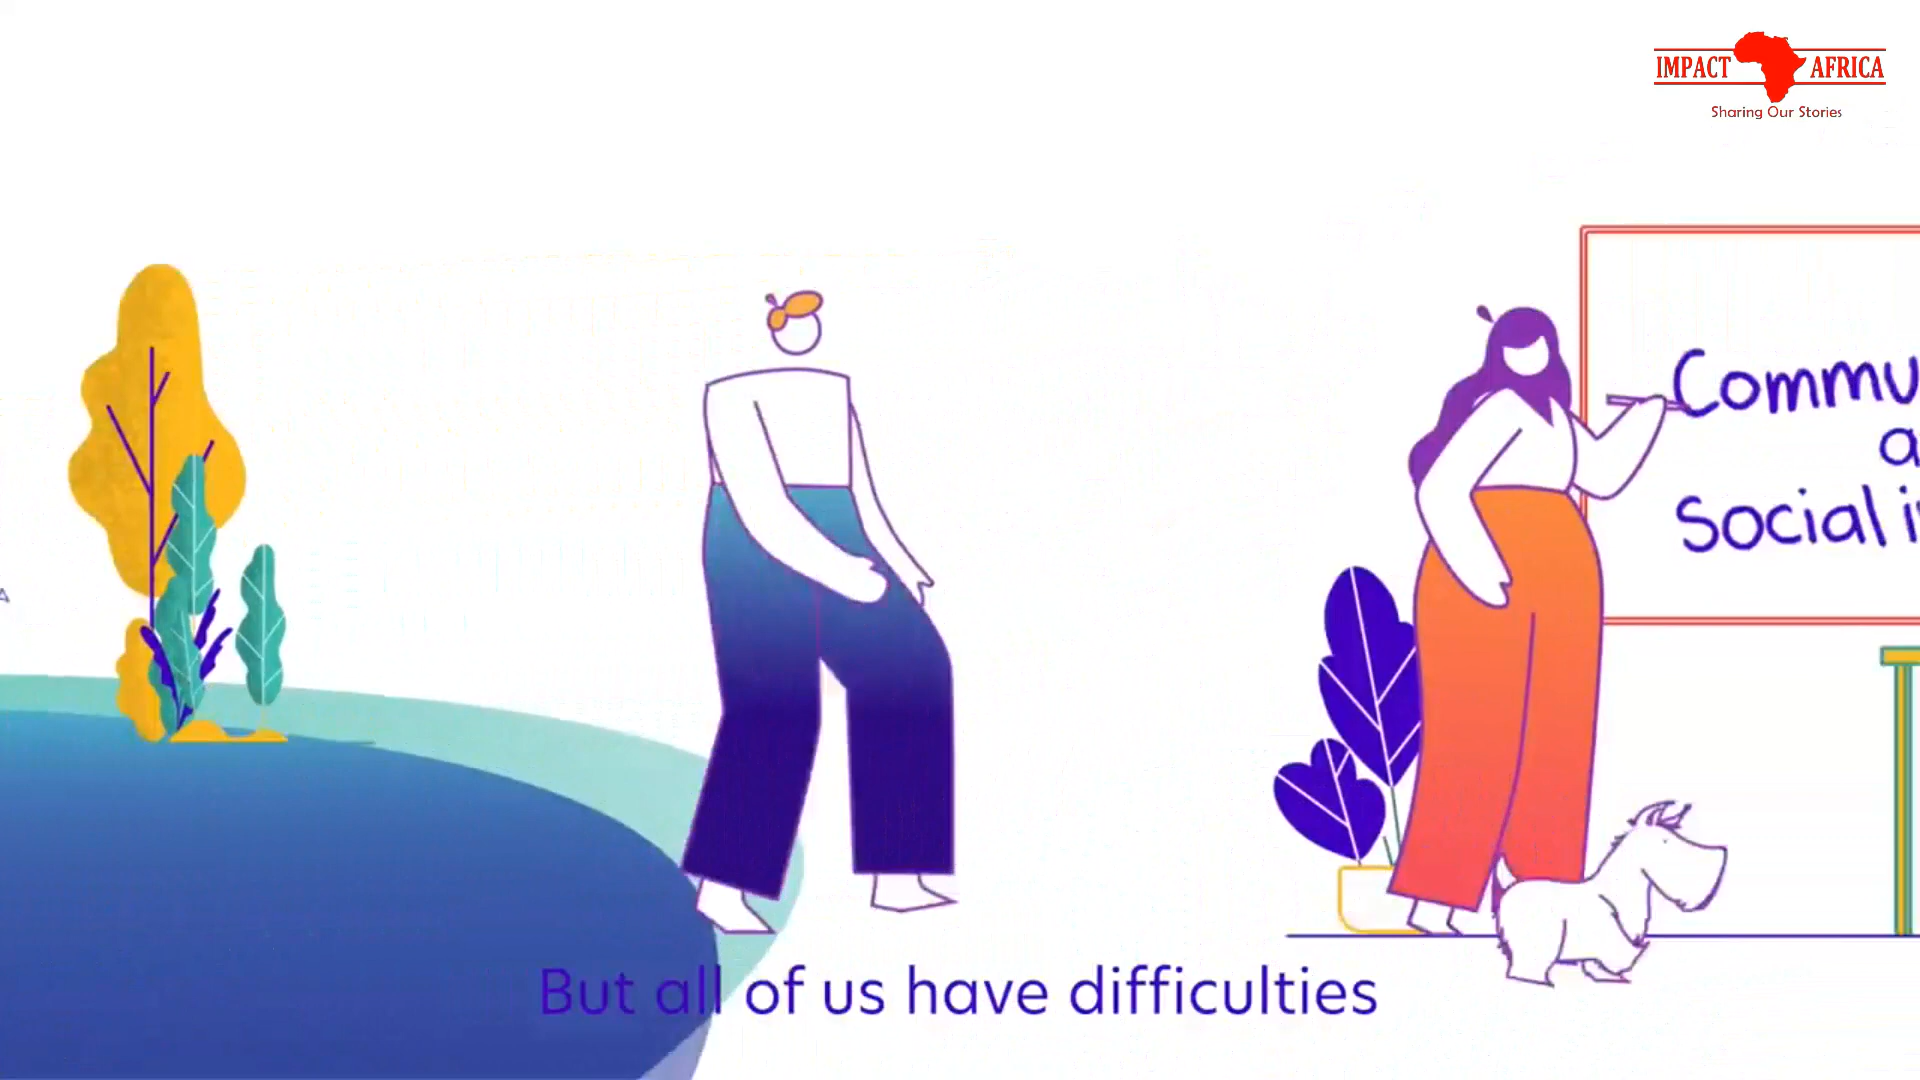 IMPACT AFRICA
Sharing Our Stories
Commu
a
Social i
But all of us have difficulties